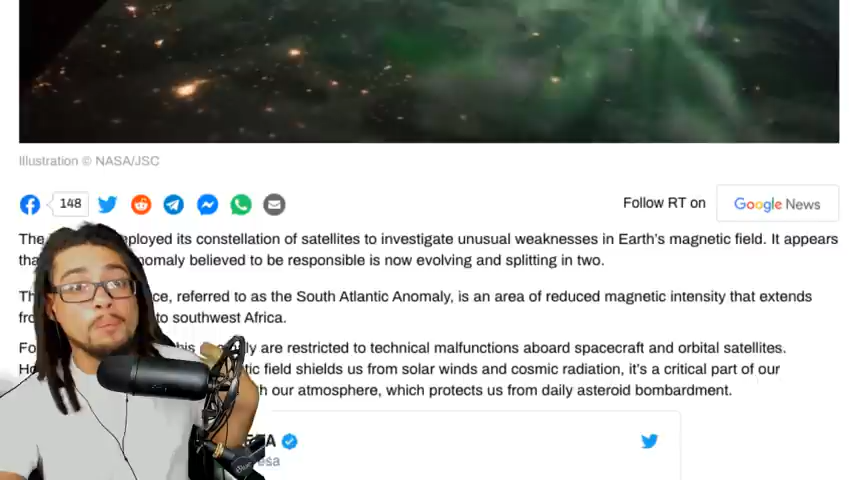 Illustration © NASA/JSC
148
Follow RT on
Google News
The ployed its constellation of satellites to investigate unusual weaknesses in Earth's magnetic field. It appears
tha nomaly believed to be responsible is now evolving and splitting in two.
Th ce, referred to as the South Atlantic Anomaly, is an area of reduced magnetic intensity that extends
fro to southwest Africa.
Fo his ly are restricted to technical malfunctions aboard spacecraft and orbital satellites.
Ho tic field shields us from solar winds and cosmic radiation, it's a critical part of our
gh our atmosphere, which protects us from daily asteroid bombardment.
esa
Blue